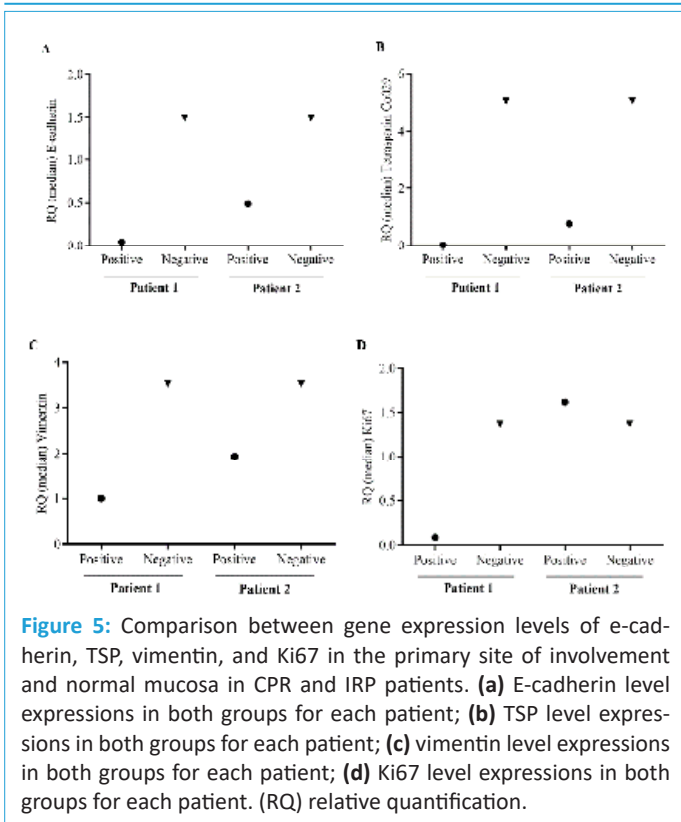 A
RQ (median) E-cadherin
2.0
1.5
1.0
0.5
0.0
Positive Negative Positive Negative
Patient 1 Patient 2
B
RQ (median) Tetraspanin Co029
6
4
2
0
Positive Negative Positive Negative
Patient 1 Patient 2
C
RQ (median) Vimentin
4
3
2
1
0
Positive Negative Positive Negative
Patient 1 Patient 2
D
RQ (median) Ki67
2.0
1.5
1.0
0.5
0.0
Positive Negative Positive Negative
Patient 1 Patient 2
Figure 5: Comparison between gene expression levels of e-cad-
herin, TSP, vimentin, and Ki67 in the primary site of involvement
and normal mucosa in CPR and IRP patients. (a) E-cadherin level
expressions in both groups for each patient; (b) TSP level expres-
sions in both groups for each patient; (c) vimentin level expressions
in both groups for each patient; (d) Ki67 level expressions in both
groups for each patient. (RQ) relative quantification.